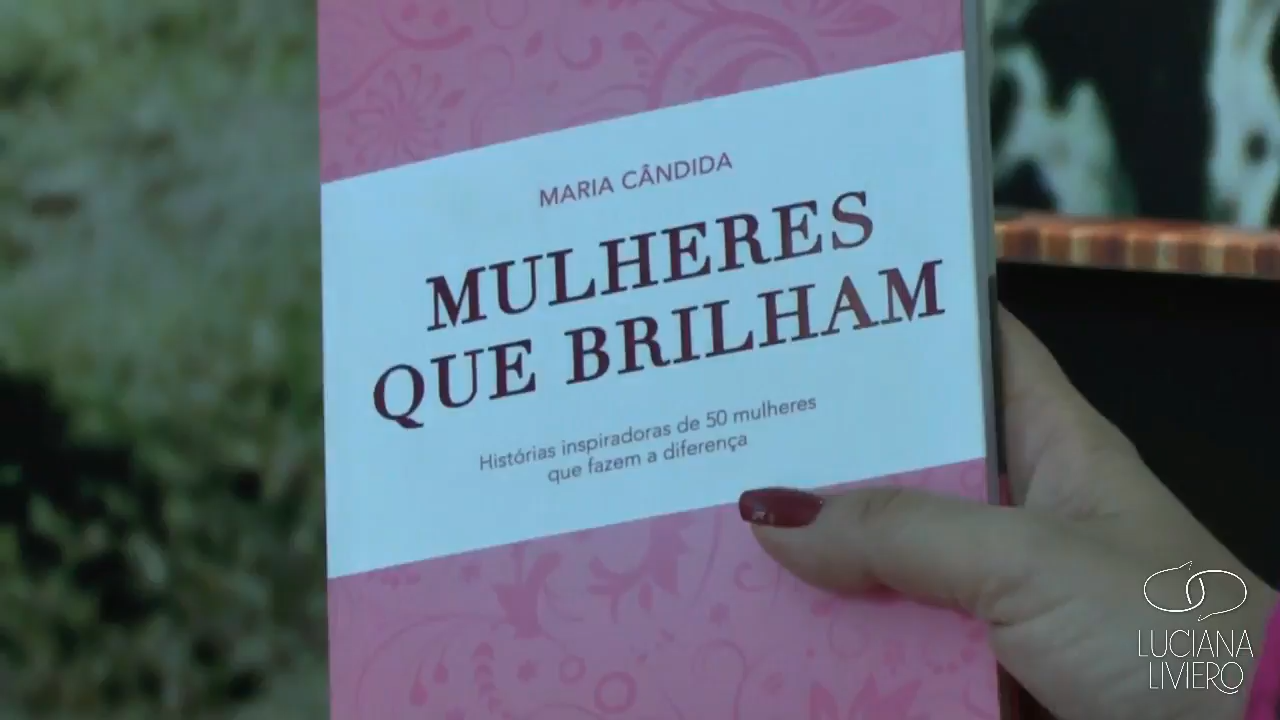 MARIA CÂNDIDA
MULHERES
QUE BRILHAM
Histórias inspiradoras de 50 mulheres
que fazem a diferença
LUCIANA
LIVIERO